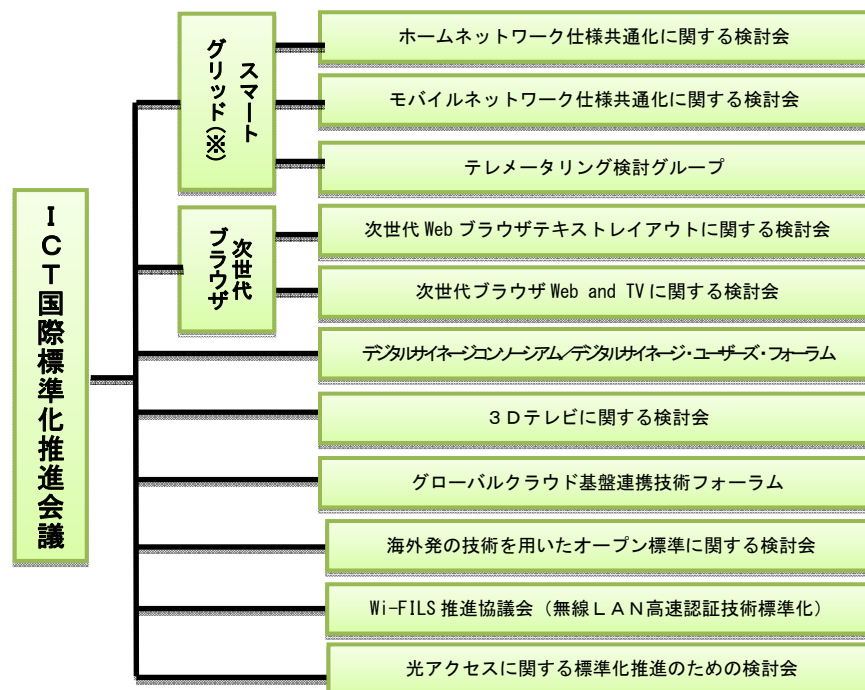 ICT国際標準化推進会議
スマート
グリッド(※)
ホームネットワーク仕様共通化に関する検討会
モバイルネットワーク仕様共通化に関する検討会
テレメータリング検討グループ
次世代
ブラウザ
次世代 Web ブラウザテキストレイアウトに関する検討会
次世代ブラウザ Web and TV に関する検討会
デジタルサイネージコンソーシアム/デジタルサイネージ・ユーザーズ・フォーラム
3Dテレビに関する検討会
グローバルクラウド基盤連携技術フォーラム
海外発の技術を用いたオープン標準に関する検討会
Wi-FILS 推進協議会(無線LAN高速認証技術標準化)
光アクセスに関する標準化推進のための検討会